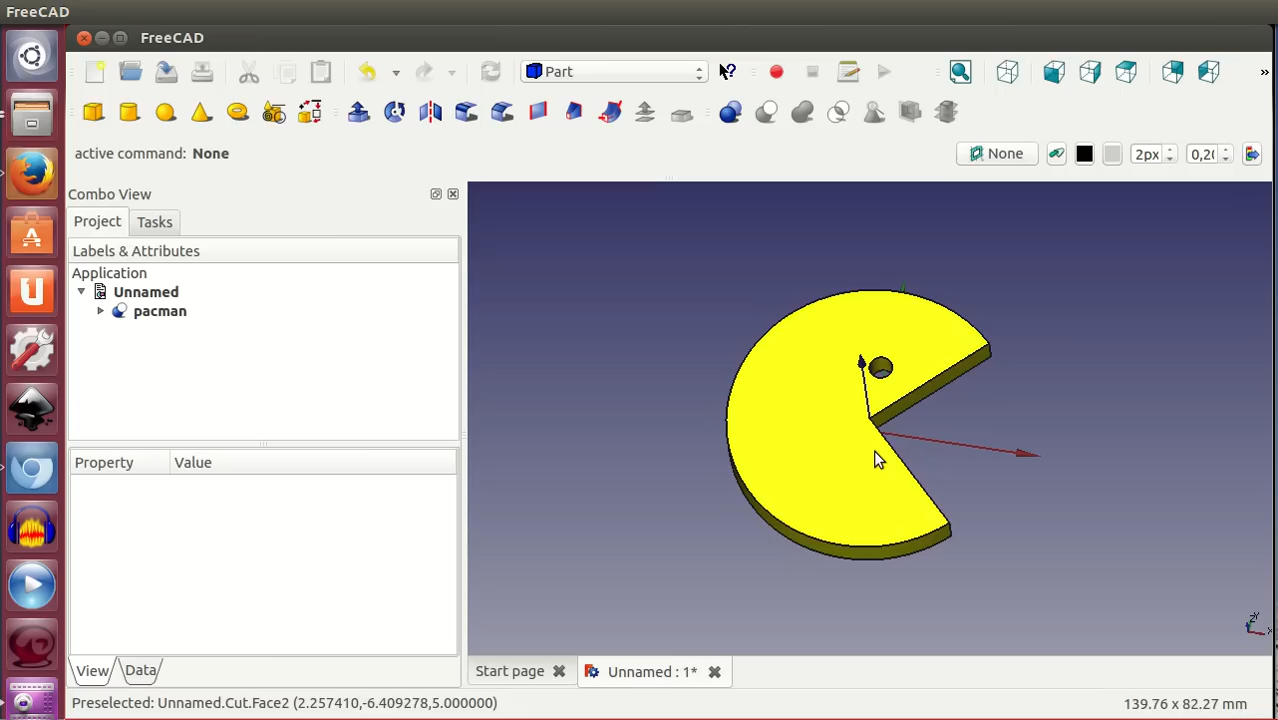 FreeCAD
FreeCAD
Part
active command: None
None
2px
0,2(
Combo View
Project
Tasks
Labels & Attributes
Application
Unnamed
pacman
Property
Value
View
Data
Start page
Unnamed : 1*
Preselected: Unnamed.Cut.Face2 (2.257410,-6.409278,5.000000)
139.76 x 82.27 mm